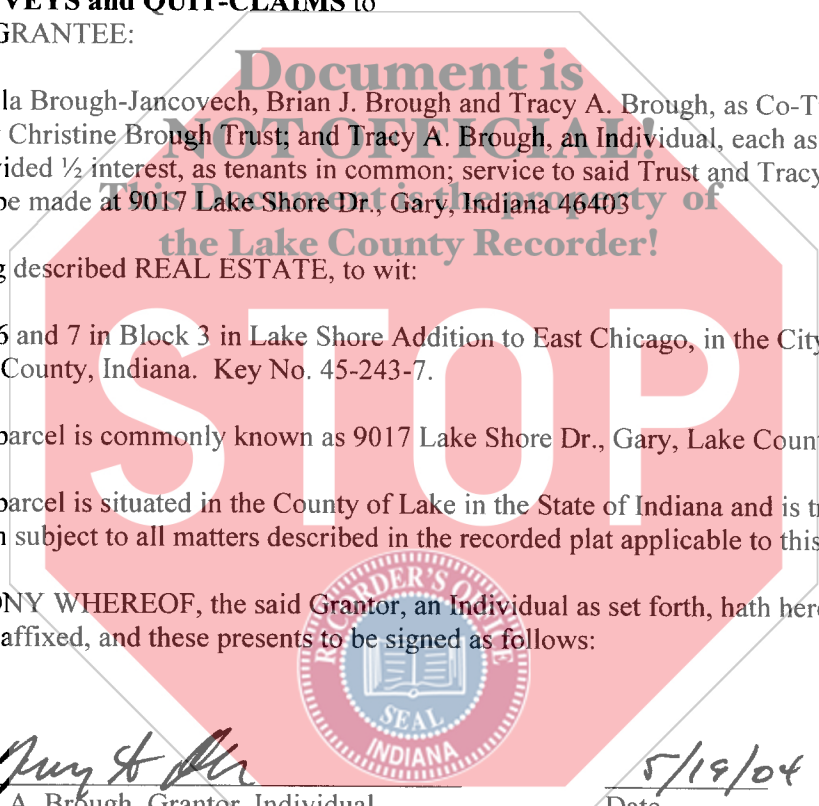 VEYS and QUIT-CLAIMS to
GRANTEE:
Document is
la Brough-Jancovech, Brian J. Brough and Tracy A. Brough, as Co-T
Christine Brough Trust; and Tracy A. Brough, an Individual, each as
NOT OFFICIAL!
ided ½ interest, as tenants in common; service to said Trust and Tracy
This Document is the property of
be made at 9017 Lake Shore Dr., Gary, Indiana 46403
the Lake County Recorder!
g described REAL ESTATE, to wit:
6 and 7 in Block 3 in Lake Shore Addition to East Chicago, in the City
County, Indiana. Key No. 45-243-7.
STOP
parcel is commonly known as 9017 Lake Shore Dr., Gary, Lake Coun
parcel is situated in the County of Lake in the State of Indiana and is
subject to all matters described in the recorded plat applicable to this
ONY WHEREOF, the said Grantor, an Individual as set forth, hath here
affixed, and these presents to be signed as follows:
RECORDER'S OFFICE
SEAL
INDIANA
5/19/04
A. Brough, Grantor, Individual
Date